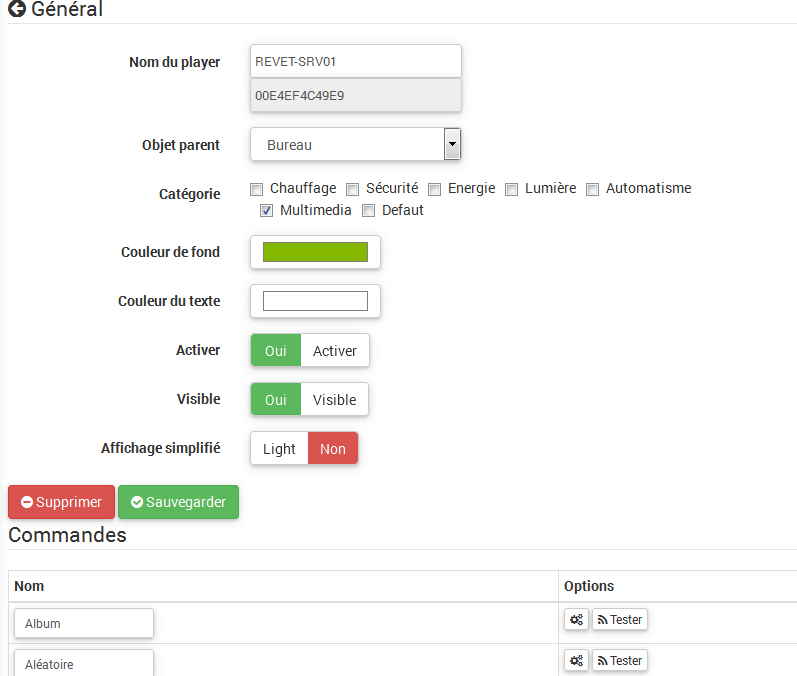 Général
Nom du player REVET-SRV01
00E4EF4C49E9
Objet parent Bureau
Catégorie Chauffage Sécurité Energie Lumière Automatisme
Multimedia Defaut
Couleur de fond
Couleur du texte
Activer Oui Activer
Visible Oui Visible
Affichage simplifié Light Non
Supprimer Sauvegarder
Commandes
Nom Options
Album Tester
Aléatoire Tester